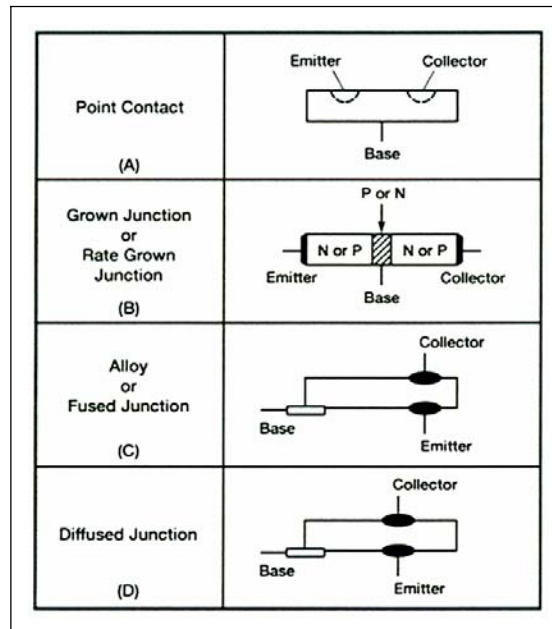 Point Contact
(A)
Emitter
Collector
Base
Grown Junction
or
Rate Grown
Junction
(B)
P or N
N or P
N or P
Emitter
Collector
Base
Alloy
or
Fused Junction
(C)
Collector
Base
Emitter
Diffused Junction
(D)
Collector
Base
Emitter